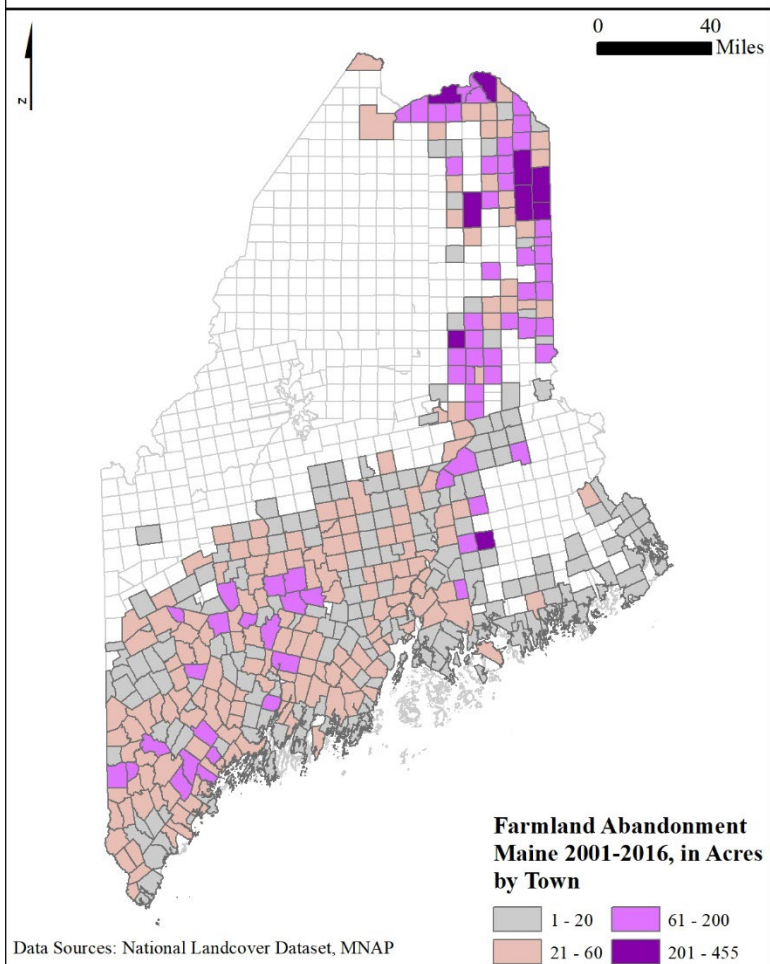 0 40
Miles
N
Farmland Abandonment
Maine 2001-2016, in Acres
by Town
1 - 20 61 - 200
21 - 60 201 - 455
Data Sources: National Landcover Dataset, MNAP